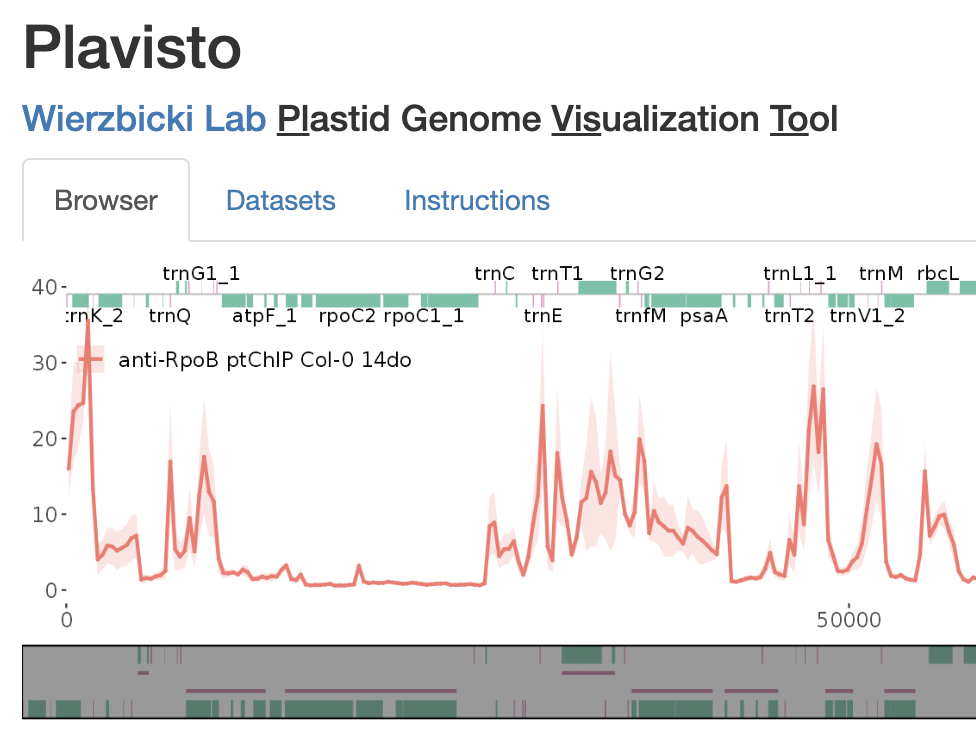 Plavisto
Wierzbicki Lab Plastid Genome Visualization Tool
Browser Datasets Instructions
trnG1_1 trnC trnT1 trnG2 trnL1_1 trnM rbcL
40
trnK_2 trnQ atpF_1 rpoC2 rpoC1_1 trnE trnfM psaA trnT2 trnV1_2
anti-RpoB ptChIP Col-0 14do
30
20
10
0
0 50000